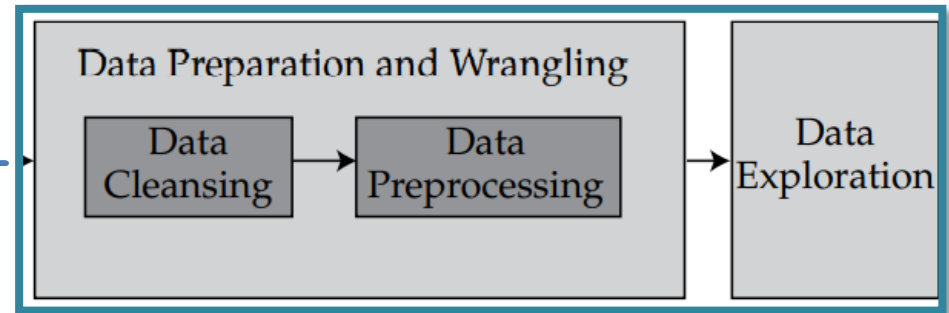 Data Preparation and Wrangling
Data
Cleansing
Data
Preprocessing
Data
Exploration